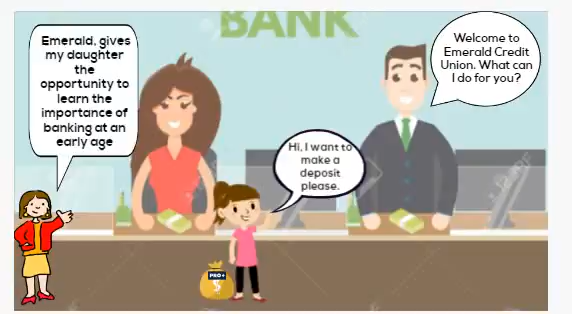 BANK
Emerald, gives
my daughter
the
opportunity to
learn the
importance of
banking at an
early age
Welcome to
Emerald Credit
Union. What can
I do for you?
Hi, I want to
make a
deposit
please.
PRO+